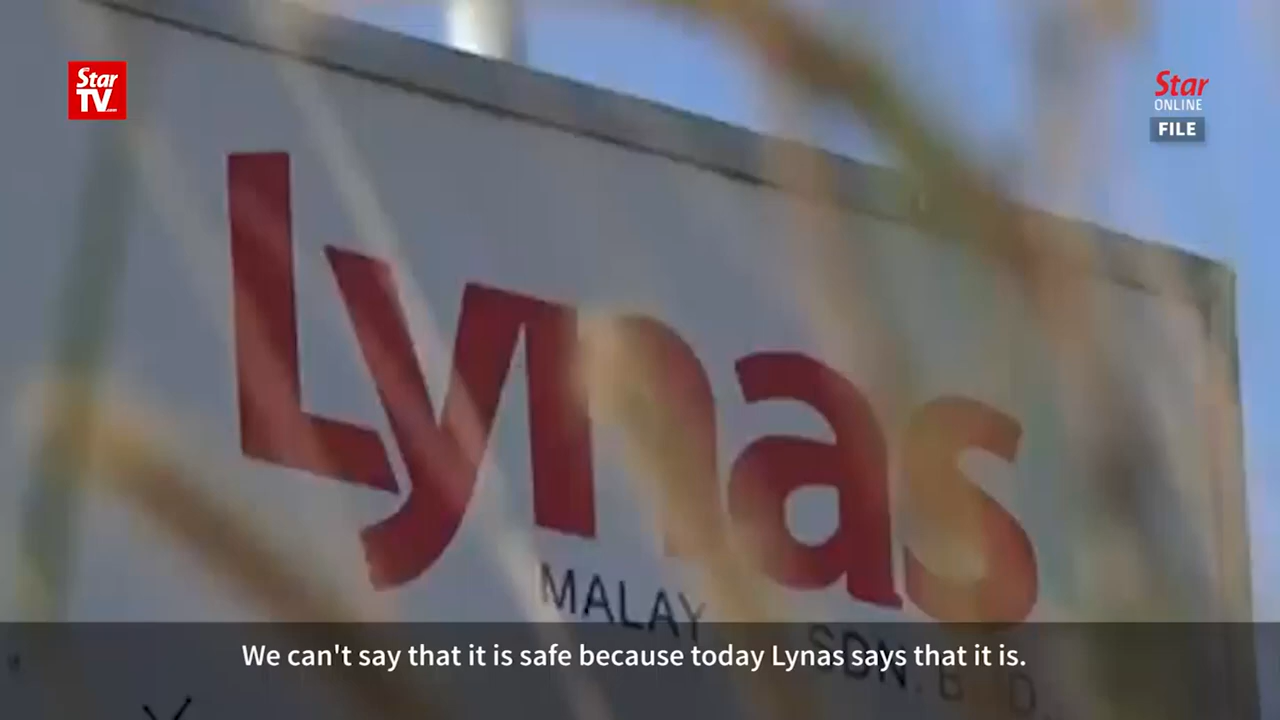 Star
TV
Star
ONLINE
FILE
Lynas
MALAY
SDN. B D
We can't say that it is safe because today Lynas says that it is.